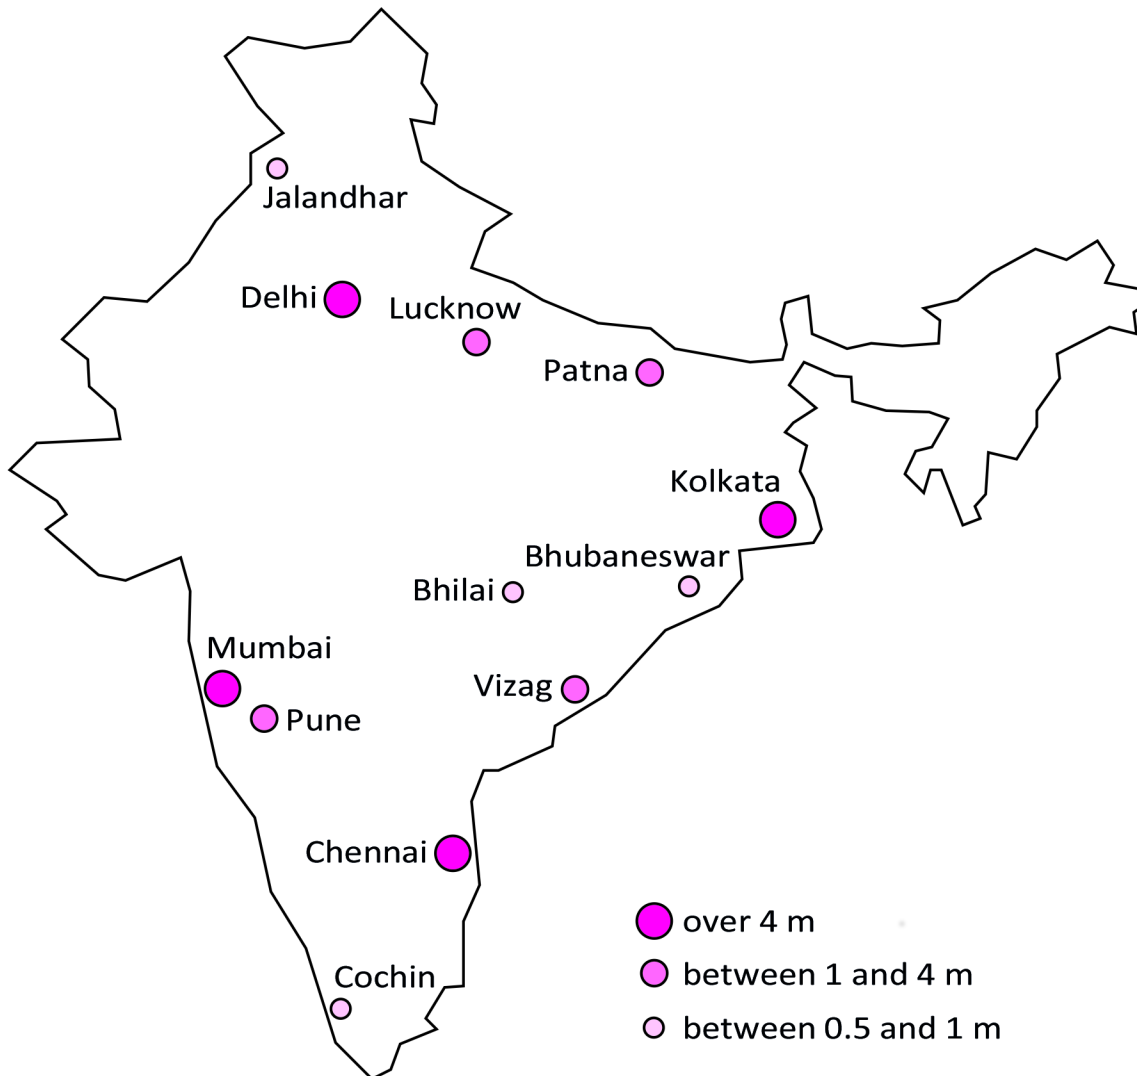 Jalandhar
Delhi
Lucknow
Patna
Kolkata
Bhubaneswar
Bhilai
Mumbai
Vizag
Pune
Chennai
over 4 m
between 1 and 4 m
Cochin
between 0.5 and 1 m